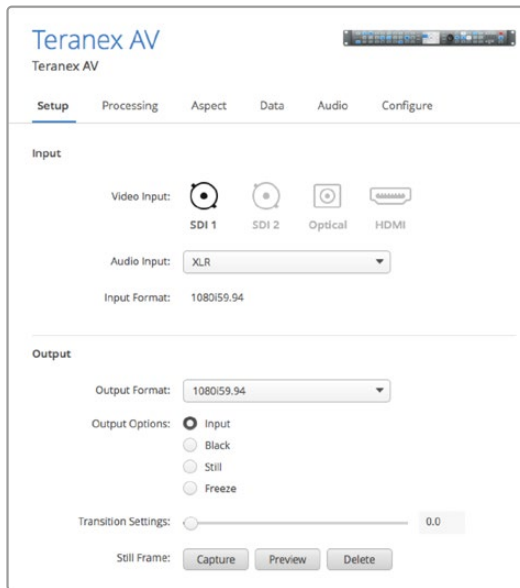 Teranex AV
Teranex AV
Setup Processing Aspect Data Audio Configure
Input
Video Input:
SDI 1 SDI 2 Optical HDMI
Audio Input: XLR
Input Format: 1080i59.94
Output
Output Format: 1080i59.94
Output Options: Input
Black
Still
Freeze
Transition Settings: 0.0
Still Frame: Capture Preview Delete